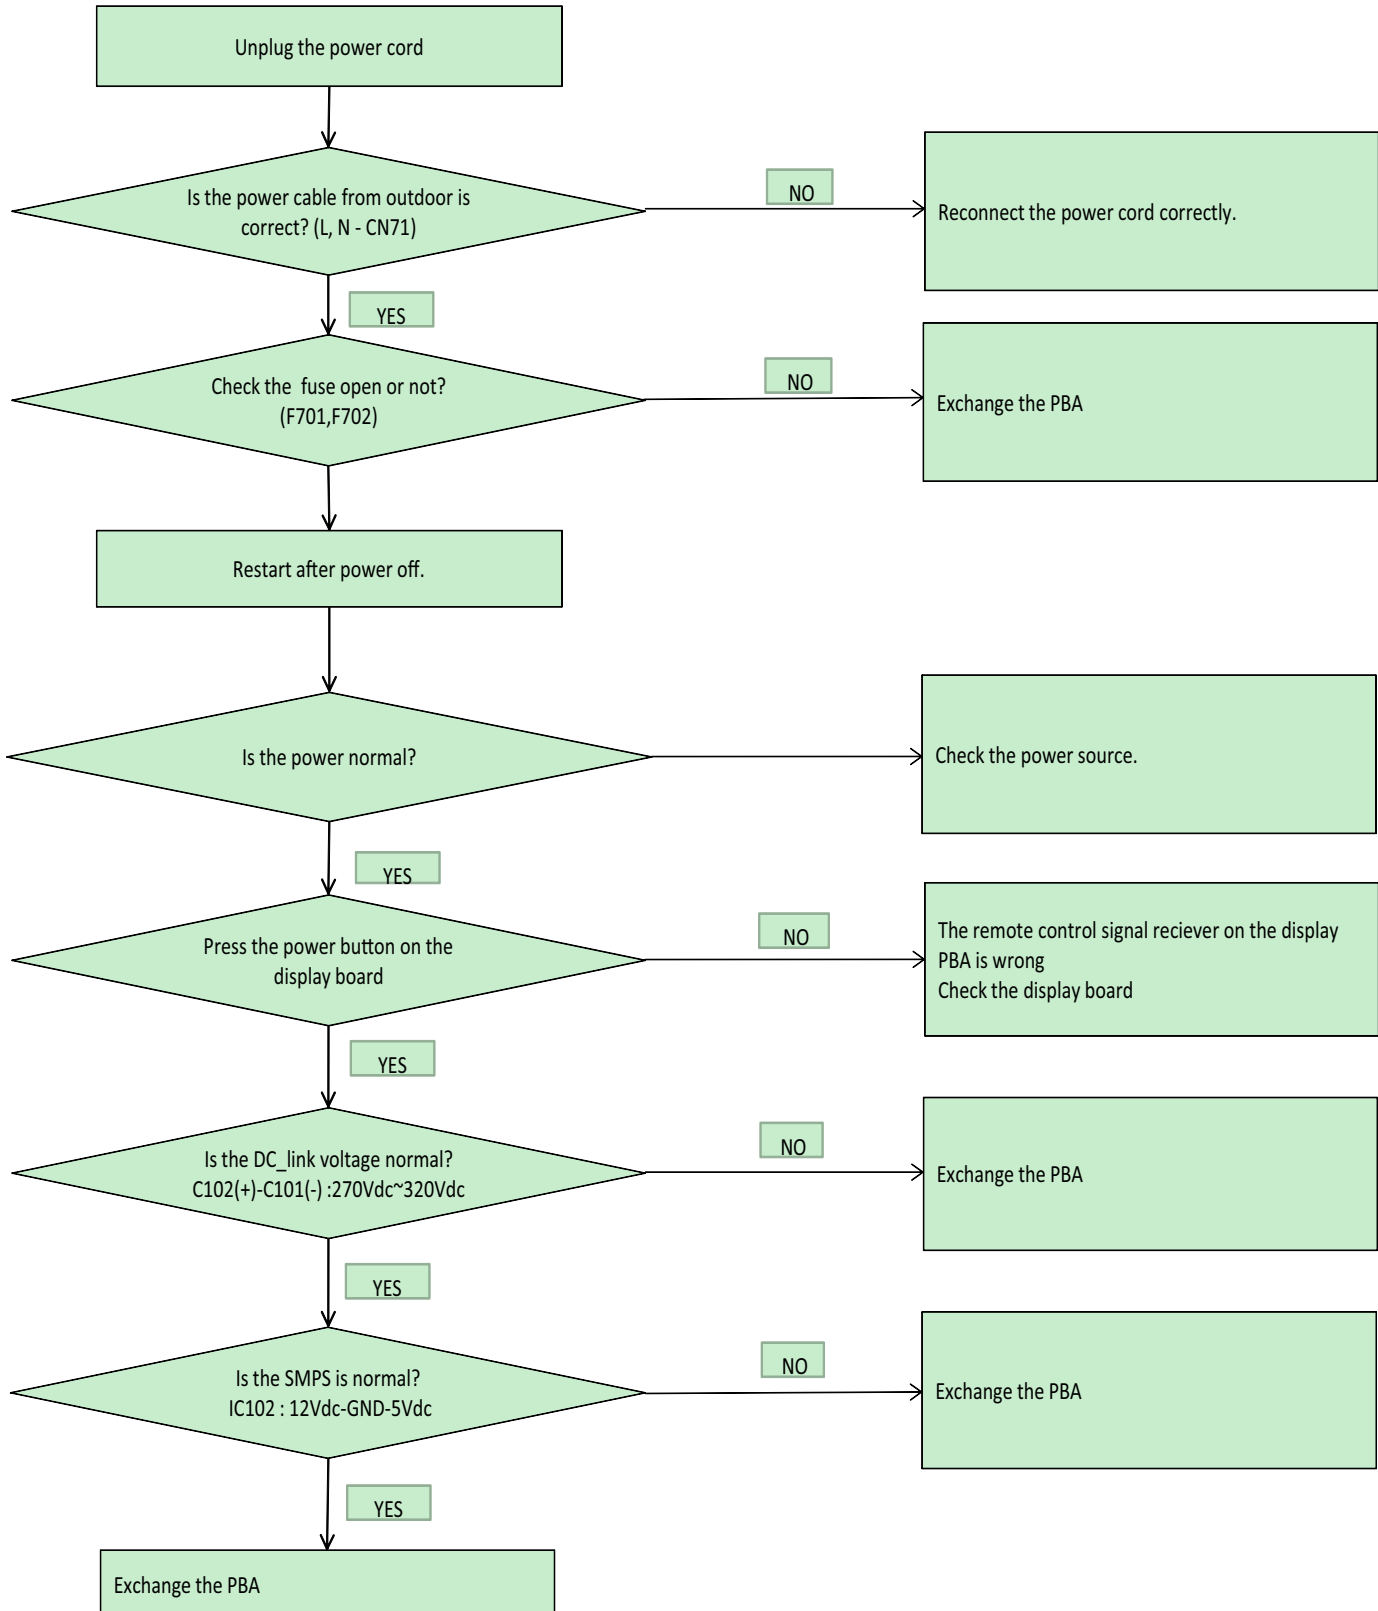 Unplug the power cord
Is the power cable from outdoor is
correct? (L, N - CN71)
NO
Reconnect the power cord correctly.
YES
Check the  fuse open or not?
(F701,F702)
NO
Exchange the PBA
Restart after power off.
Is the power normal?
Check the power source.
YES
Press the power button on the
display board
NO
The remote control signal reciever on the display
PBA is wrong
Check the display board
YES
Is the DC_link voltage normal?
C102(+)-C101(-) :270Vdc~320Vdc
NO
Exchange the PBA
YES
Is the SMPS is normal?
IC102 : 12Vdc-GND-5Vdc
NO
Exchange the PBA
YES
Exchange the PBA